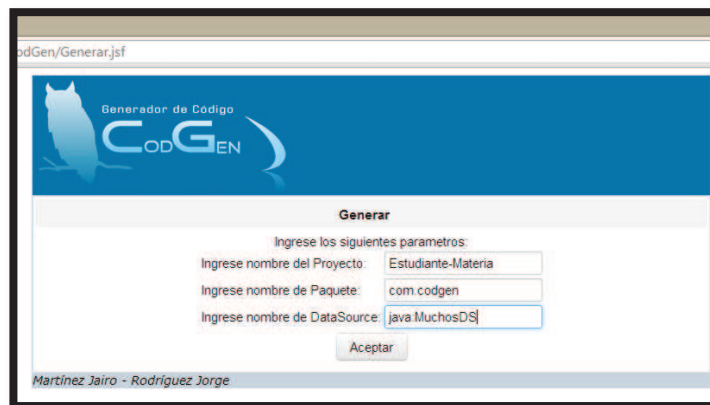 odGen/Generar.jsf
Generador de Código
CODGEN
Generar
Ingrese los siguientes parametros:
Ingrese nombre del Proyecto: Estudiante-Materia
Ingrese nombre de Paquete: com.codgen
Ingrese nombre de DataSource: java:MuchosDS
Aceptar
Martínez Jairo - Rodríguez Jorge